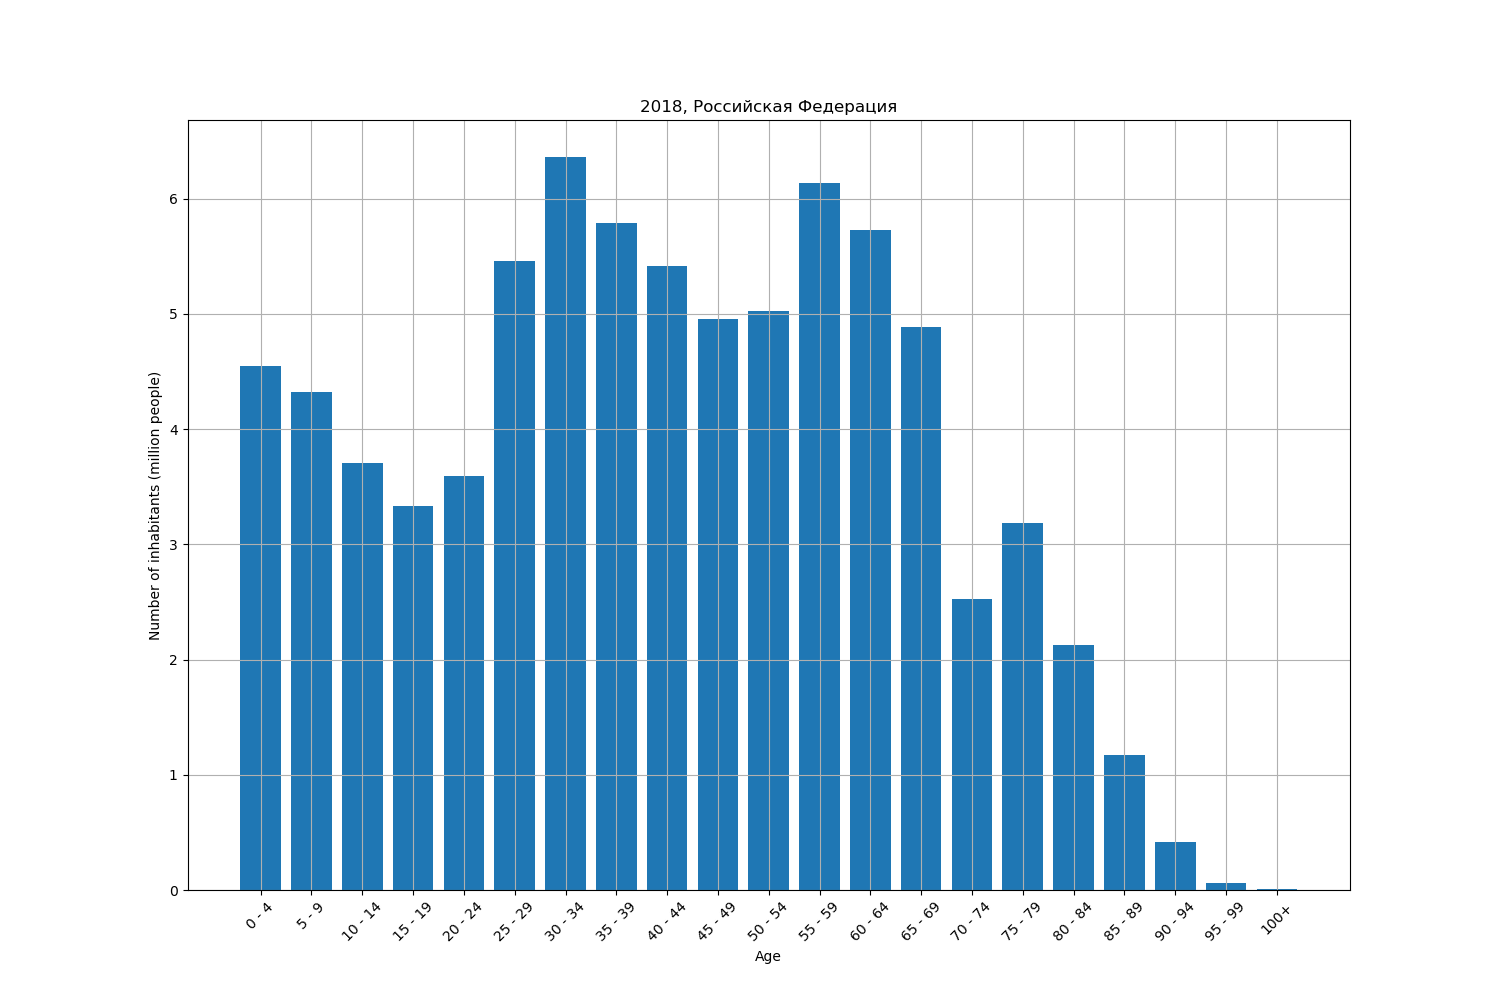 2018, Российская Федерация
Number of inhabitants (million people)
6
5
4
3
2
1
0
0 - 4
5 - 9
10 - 14
15 - 19
20 - 24
25 - 29
30 - 34
35 - 39
40 - 44
45 - 49
50 - 54
55 - 59
60 - 64
65 - 69
70 - 74
75 - 79
80 - 84
85 - 89
90 - 94
95 - 99
100+
Age